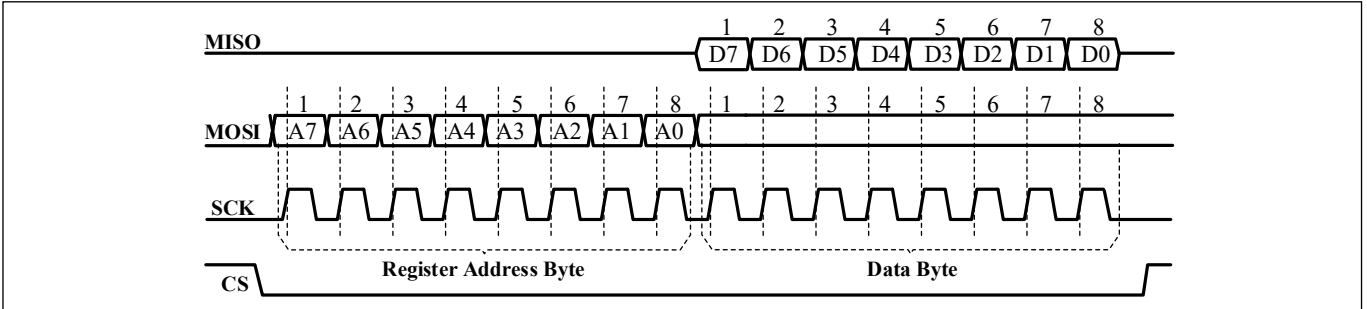 1 2 3 4 5 6 7 8
MISO D7 D6 D5 D4 D3 D2 D1 D0
1 2 3 4 5 6 7 8 1 2 3 4 5 6 7 8
MOSI A7 A6 A5 A4 A3 A2 A1 A0
SCK
Register Address Byte Data Byte
CS